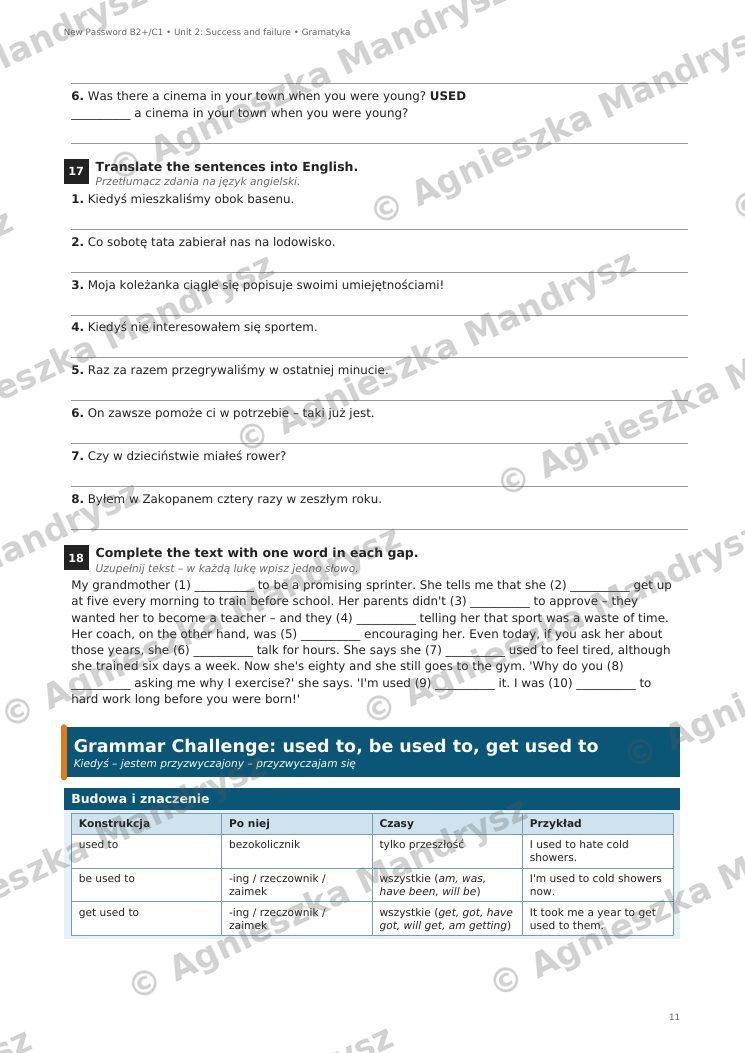 New Password B2+/C1 • Unit 2: Success and failure • Gramatyka
6. Was there a cinema in your town when you were young? USED
__________ a cinema in your town when you were young?
17 Translate the sentences into English.
Przetłumacz zdania na język angielski.
1. Kiedyś mieszkaliśmy obok basenu.
2. Co sobotę tata zabierał nas na lodowisko.
3. Moja koleżanka ciągle się popisuje swoimi umiejętnościami!
4. Kiedyś nie interesowałem się sportem.
5. Raz za razem przegrywaliśmy w ostatniej minucie.
6. On zawsze pomoże ci w potrzebie – taki już jest.
7. Czy w dzieciństwie miałeś rower?
8. Byłem w Zakopanem cztery razy w zeszłym roku.
18 Complete the text with one word in each gap.
Uzupełnij tekst – w każdą lukę wpisz jedno słowo.
My grandmother (1) __________ to be a promising sprinter. She tells me that she (2) __________ get up
at five every morning to train before school. Her parents didn't (3) __________ to approve – they
wanted her to become a teacher – and they (4) __________ telling her that sport was a waste of time.
Her coach, on the other hand, was (5) __________ encouraging her. Even today, if you ask her about
those years, she (6) __________ talk for hours. She says she (7) __________ used to feel tired, although
she trained six days a week. Now she's eighty and she still goes to the gym. 'Why do you (8)
__________ asking me why I exercise?' she says. 'I'm used (9) __________ it. I was (10) __________ to
hard work long before you were born!'
Grammar Challenge: used to, be used to, get used to
Kiedyś – jestem przyzwyczajony – przyzwyczajam się
Budowa i znaczenie
Konstrukcja Po niej Czasy Przykład
used to bezokolicznik tylko przeszłość I used to hate cold
showers.
be used to -ing / rzeczownik / wszystkie (am, was, I'm used to cold showers
zaimek have been, will be) now.
get used to -ing / rzeczownik / wszystkie (get, got, have It took me a year to get
zaimek got, will get, am getting) used to them.
11
© Agnieszka Mandrysz